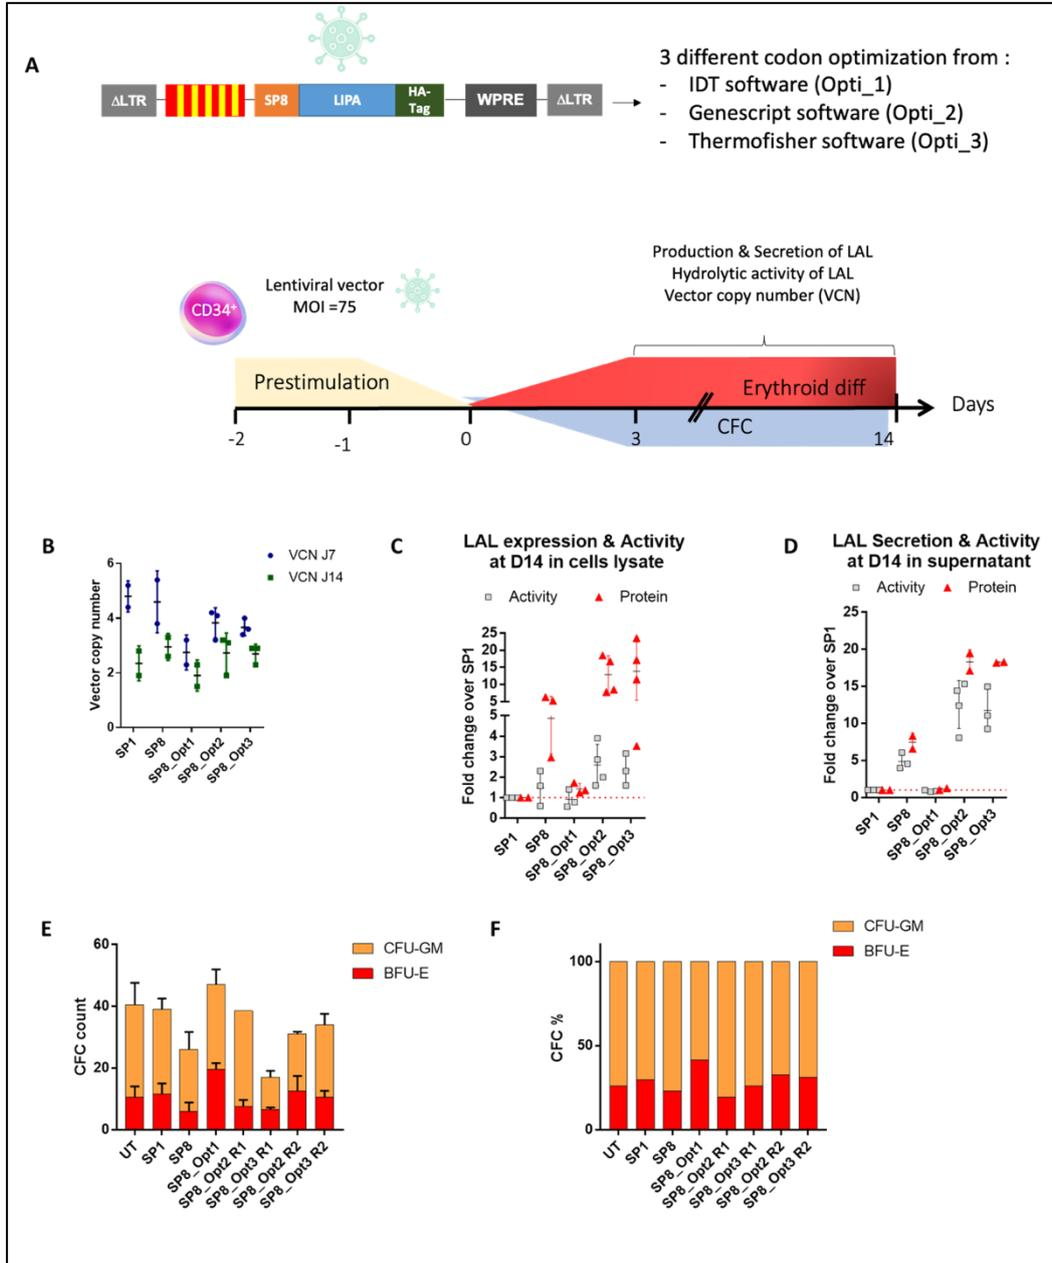 A
ΔLTR
SP8
LIPA
HA-
Tag
WPRE
ΔLTR
3 different codon optimization from :
- IDT software (Opti_1)
- Genescript software (Opti_2)
- Thermofisher software (Opti_3)
CD34+
Lentiviral vector
MOI =75
Production & Secretion of LAL
Hydrolytic activity of LAL
Vector copy number (VCN)
Prestimulation
Erythroid diff
CFC
Days
-2
-1
0
3
14
B
VCN J7
VCN J14
Vector copy number
6
4
2
0
SP1
SP8
SP8_Opt1
SP8_Opt2
SP8_Opt3
C
LAL expression & Activity
at D14 in cells lysate
Activity
Protein
Fold change over SP1
25
20
15
10
5
5
4
3
2
1
0
SP1
SP8
SP8_Opt1
SP8_Opt2
SP8_Opt3
D
LAL Secretion & Activity
at D14 in supernatant
Activity
Protein
Fold change over SP1
25
20
15
10
5
0
SP1
SP8
SP8_Opt1
SP8_Opt2
SP8_Opt3
E
CFU-GM
BFU-E
CFC count
60
40
20
0
UT
SP1
SP8
SP8_Opt1
SP8_Opt2 R1
SP8_Opt3 R1
SP8_Opt2 R2
SP8_Opt3 R2
F
CFU-GM
BFU-E
CFC %
100
50
0
UT
SP1
SP8
SP8_Opt1
SP8_Opt2 R1
SP8_Opt3 R1
SP8_Opt2 R2
SP8_Opt3 R2